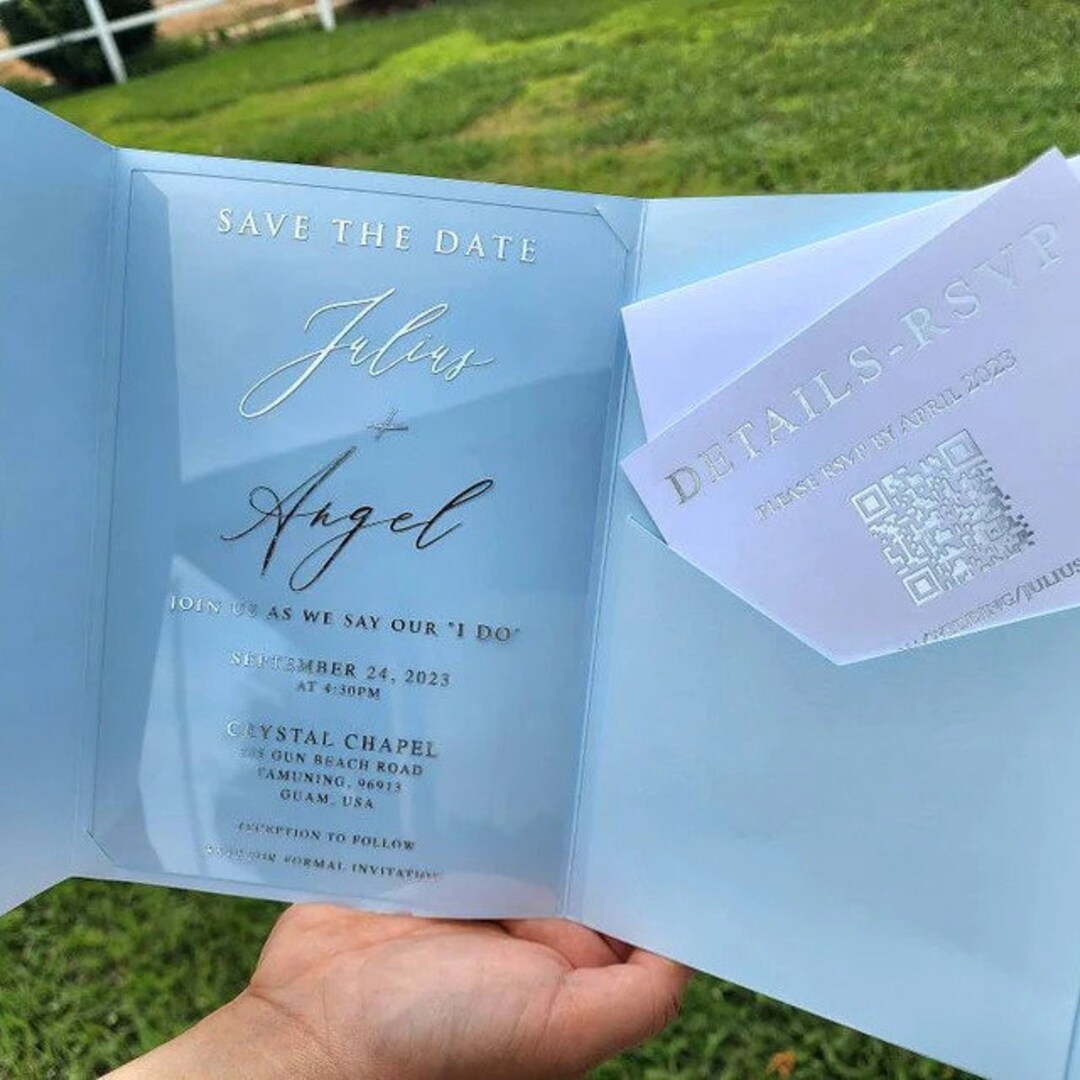 SAVE THE DATE
Julius
+
Angel
JOIN US AS WE SAY OUR "I DO"
SEPTEMBER 24, 2023
AT 4:30PM
CRYSTAL CHAPEL
GUN BEACH ROAD
TAMUNING, 96913
GUAM, USA
RECEPTION TO FOLLOW
FORMAL INVITATION
DETAILS-RSVP
PLEASE RSVP BY APRIL 2023